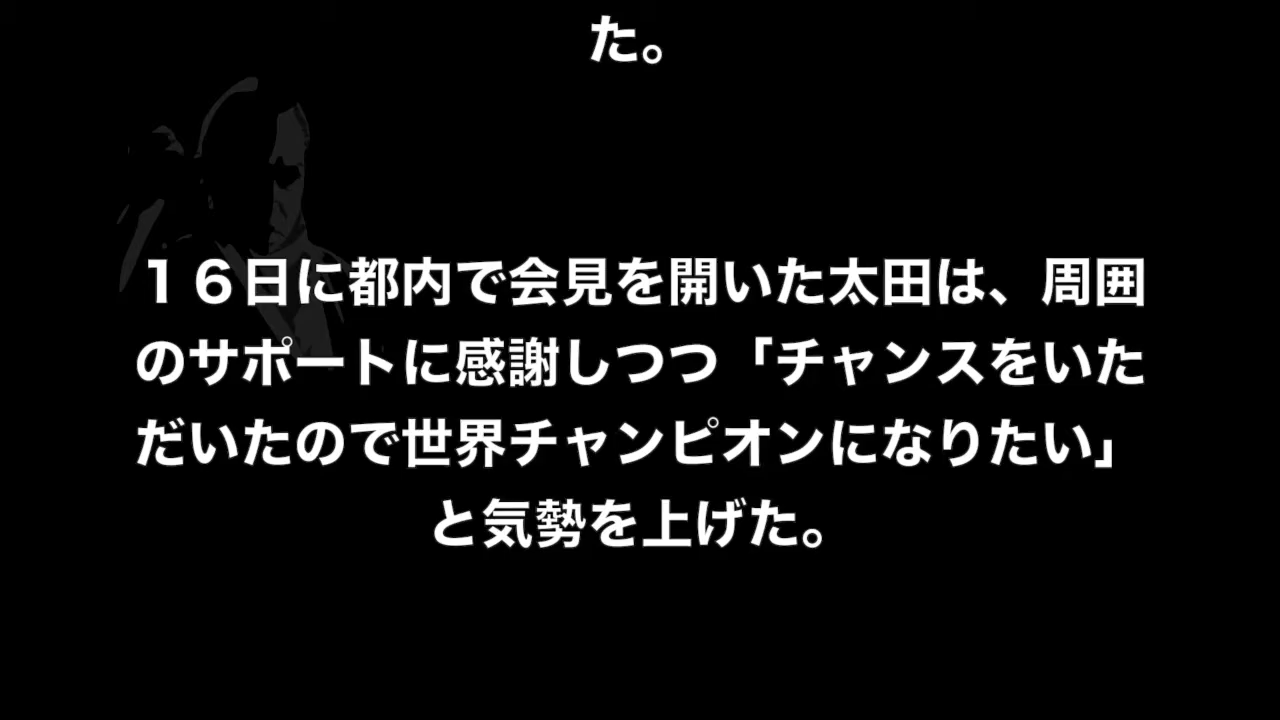 た。
１６日に都内で会見を開いた太田は、周囲
のサポートに感謝しつつ「チャンスをいた
だいたので世界チャンピオンになりたい」
と気勢を上げた。